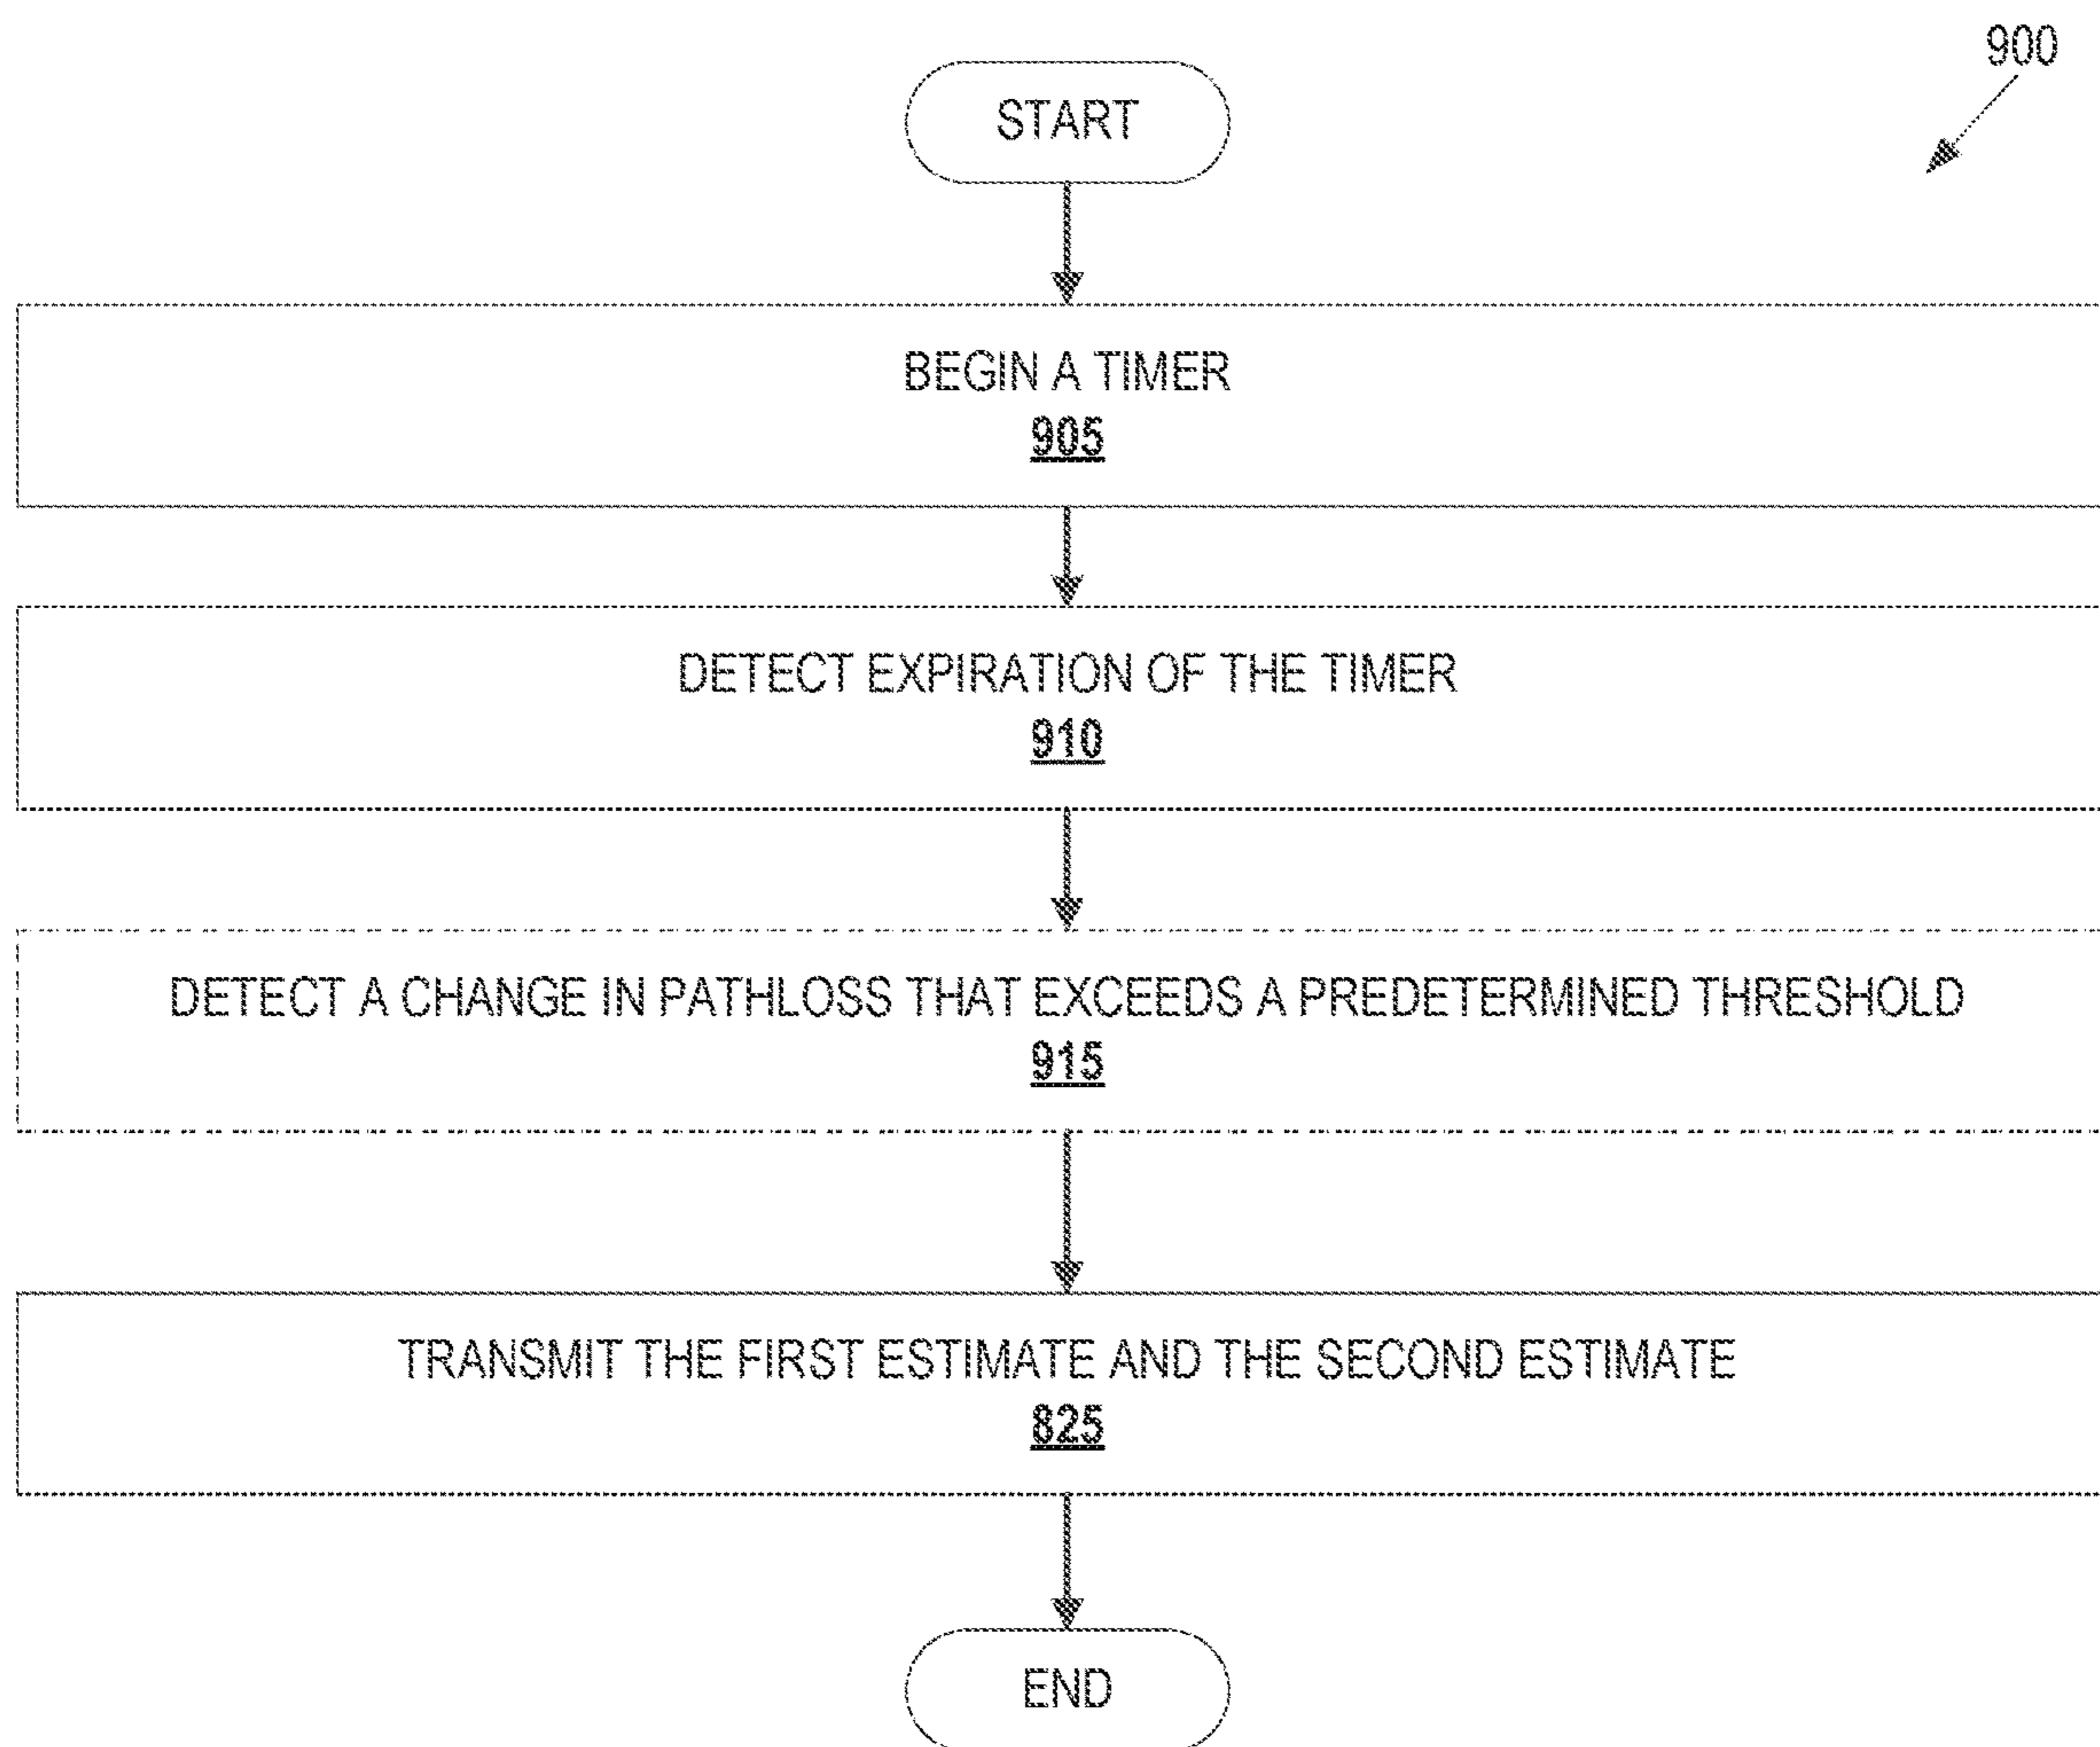 900
START
BEGIN A TIMER
905
DETECT EXPIRATION OF THE TIMER
910
DETECT A CHANGE IN PATHLOSS THAT EXCEEDS A PREDETERMINED THRESHOLD
915
TRANSMIT THE FIRST ESTIMATE AND THE SECOND ESTIMATE
825
END